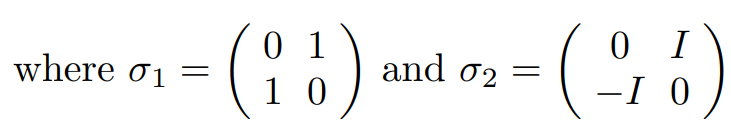 where σ₁ = ( 0 1 ; 1 0 ) and σ₂ = ( 0 I ; −I 0 )